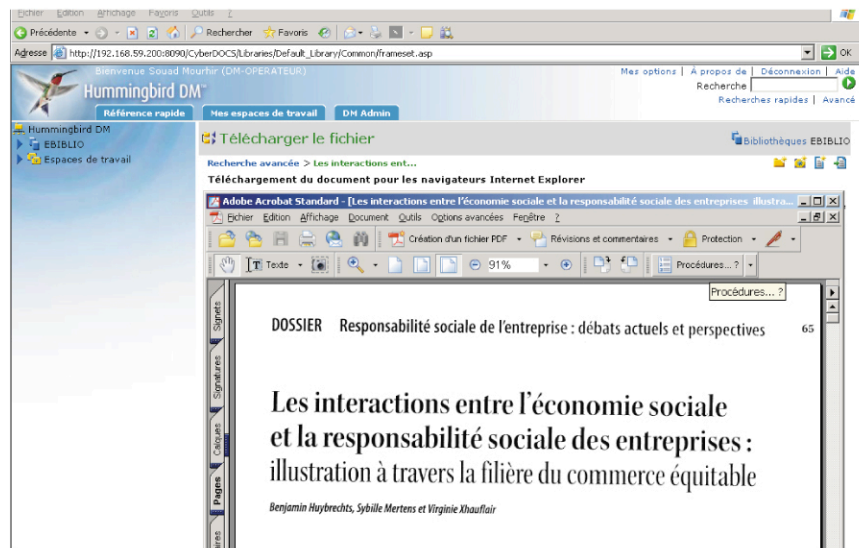 Fichier Edition Affichage Favoris Outils ?
Précédente Rechercher Favoris
Adresse http://192.168.59.200:8090/CyberDOCS/Libraries/Default_Library/Common/frameset.asp OK
Bienvenue Souad Mourhir (DM-OPERATEUR) Mes options | À propos de | Déconnexion | Aide
Hummingbird DM™ Recherche
Recherches rapides | Avancé
Référence rapide Mes espaces de travail DM Admin
Hummingbird DM
EBIBLIO
Espaces de travail
Télécharger le fichier Bibliothèques EBIBLIO
Recherche avancée > Les interactions ent...
Téléchargement du document pour les navigateurs Internet Explorer
Adobe Acrobat Standard - [Les interactions entre l'économie sociale et la responsabilité sociale des entreprises illustra...
Fichier Edition Affichage Document Outils Options avancées Fenêtre ?
Création d'un fichier PDF Révisions et commentaires Protection
Texte 91% Procédures... ?
Procédures... ?
Signets
Signatures
Calques
Pages
DOSSIER Responsabilité sociale de l'entreprise : débats actuels et perspectives 65
Les interactions entre l'économie sociale
et la responsabilité sociale des entreprises :
illustration à travers la filière du commerce équitable
Benjamin Huybrechts, Sybille Mertens et Virginie Xhauflair